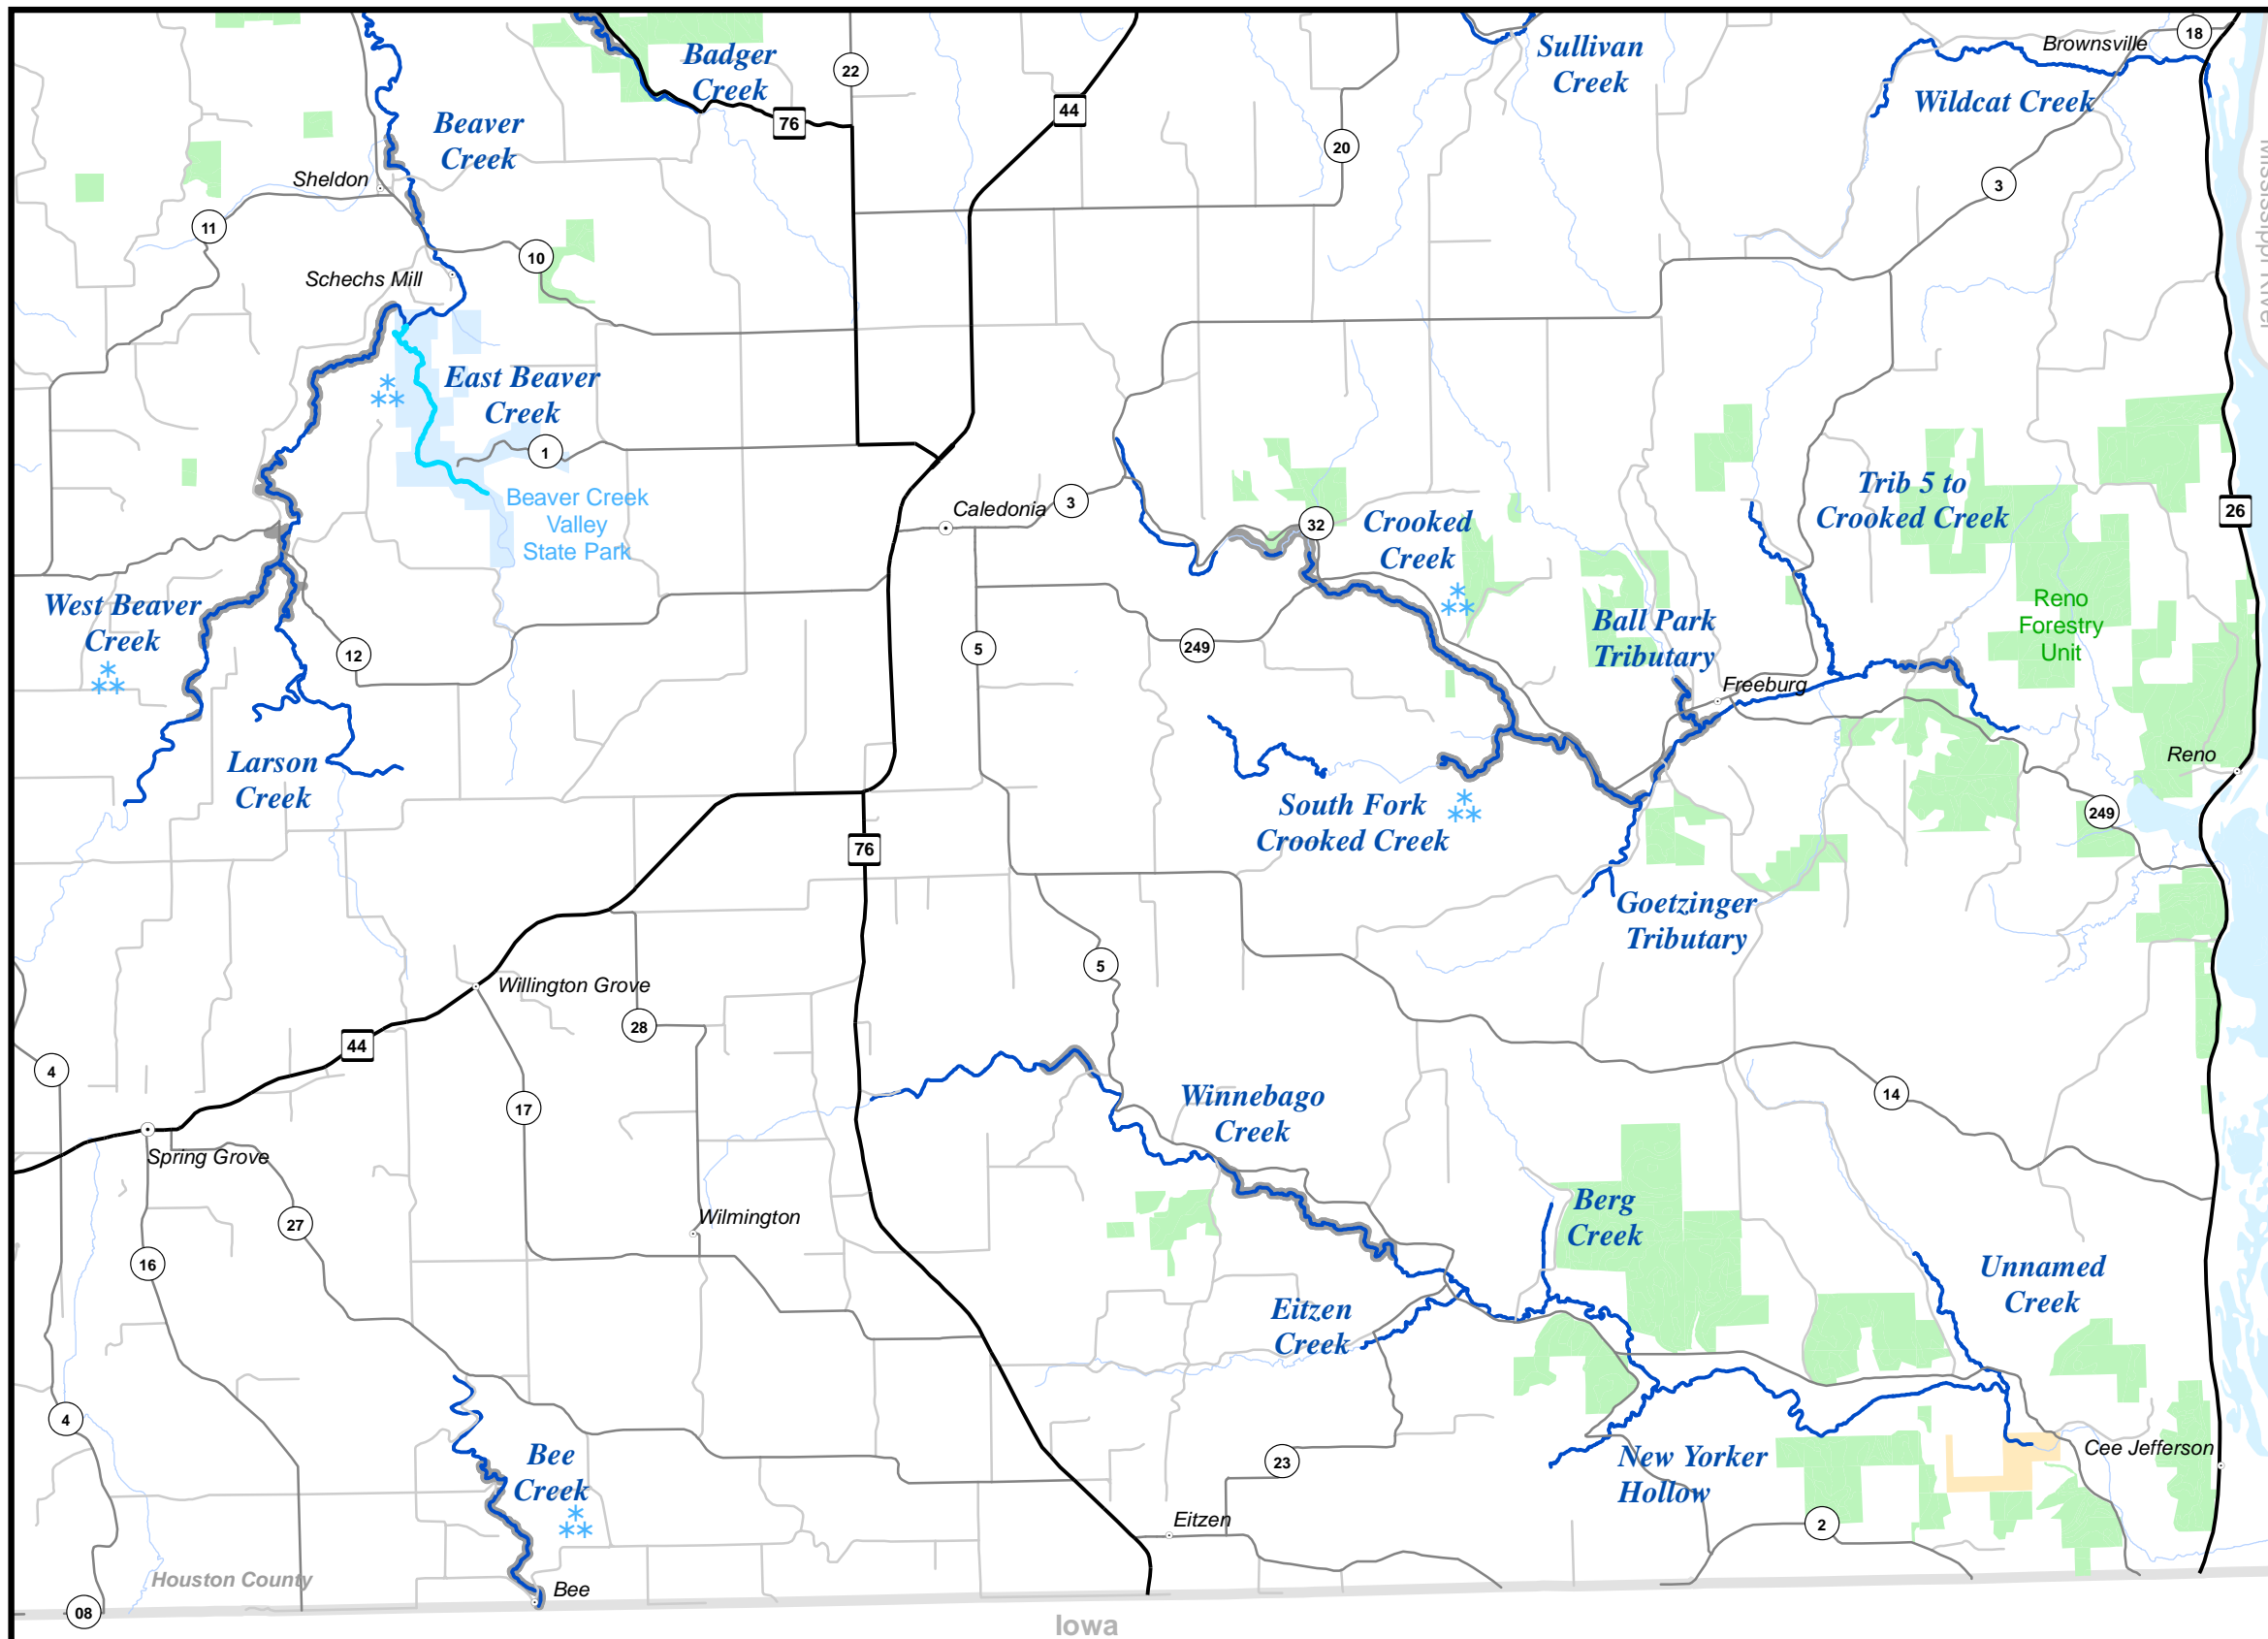 Badger
Creek
Sullivan
Creek
Brownsville
18
22
76
44
Wildcat Creek
Beaver
Creek
20
Mississippi River
Sheldon
3
11
10
Schechs Mill
East Beaver
Creek
1
Beaver Creek
Valley
State Park
Caledonia
3
32
Crooked
Creek
Trib 5 to
Crooked Creek
26
West Beaver
Creek
12
5
249
Ball Park
Tributary
Reno
Forestry
Unit
Freeburg
Larson
Creek
South Fork
Crooked Creek
Reno
249
76
Goetzinger
Tributary
Willington Grove
5
28
44
4
17
Winnebago
Creek
14
Spring Grove
27
Wilmington
16
Berg
Creek
Eitzen
Creek
Unnamed
Creek
4
Bee
Creek
23
New Yorker
Hollow
Cee Jefferson
Eitzen
2
Houston County
Bee
08
Iowa